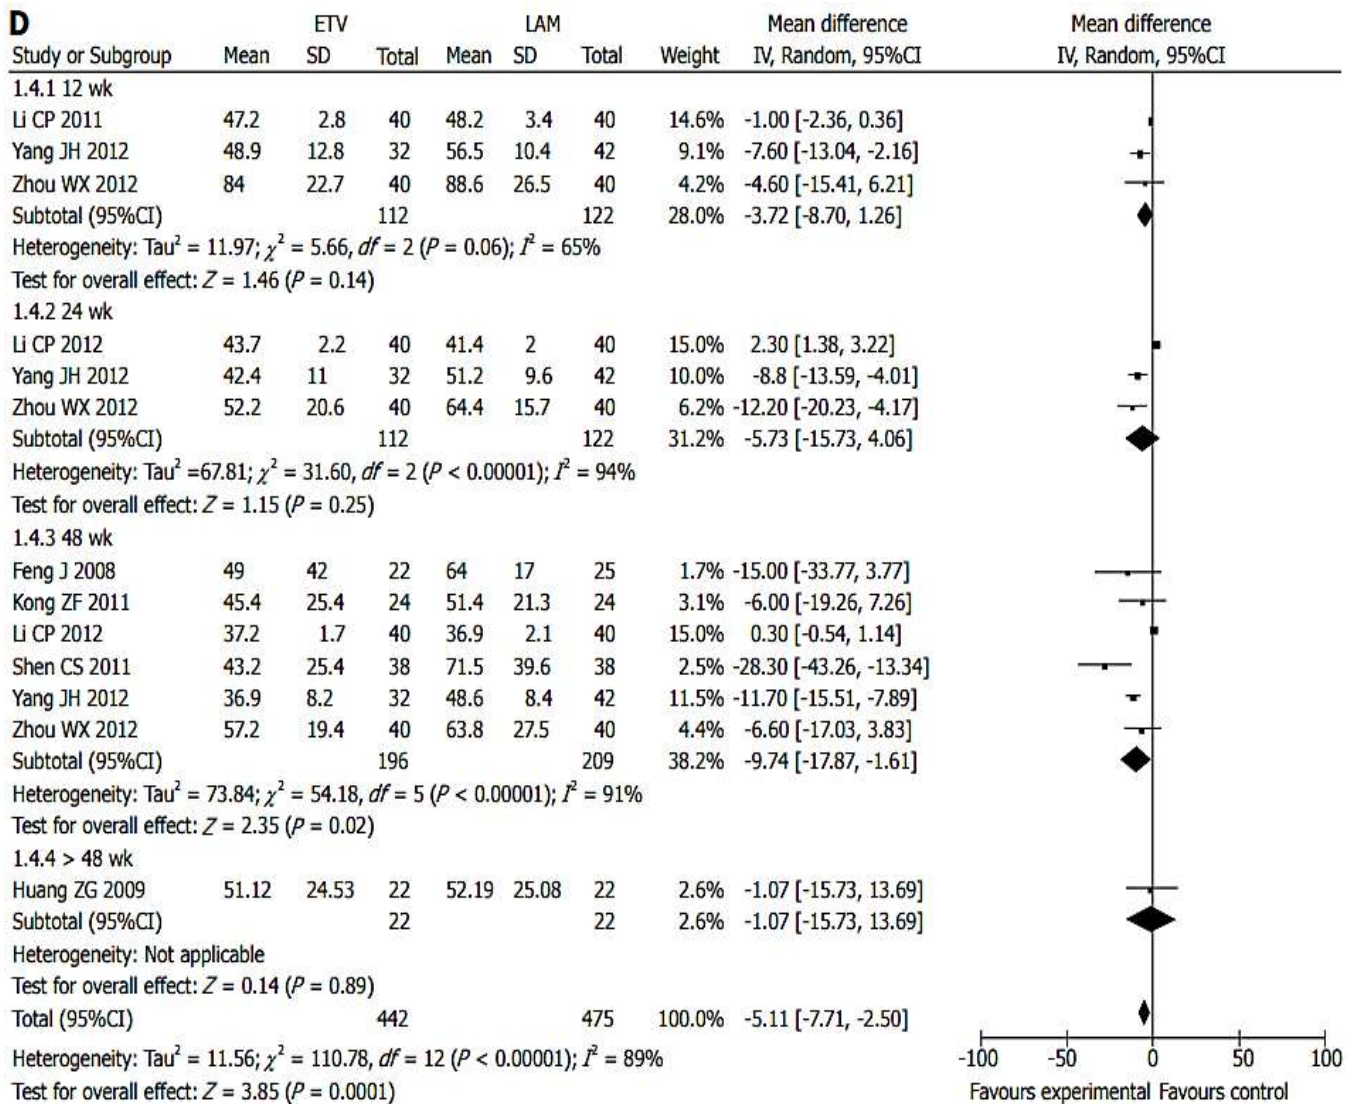 D
ETV LAM Mean difference Mean difference
Study or Subgroup Mean SD Total Mean SD Total Weight IV, Random, 95%CI IV, Random, 95%CI
1.4.1 12 wk
Li CP 2011 47.2 2.8 40 48.2 3.4 40 14.6% -1.00 [-2.36, 0.36]
Yang JH 2012 48.9 12.8 32 56.5 10.4 42 9.1% -7.60 [-13.04, -2.16]
Zhou WX 2012 84 22.7 40 88.6 26.5 40 4.2% -4.60 [-15.41, 6.21]
Subtotal (95%CI) 112 122 28.0% -3.72 [-8.70, 1.26]
Heterogeneity: Tau² = 11.97; χ² = 5.66, df = 2 (P = 0.06); I² = 65%
Test for overall effect: Z = 1.46 (P = 0.14)
1.4.2 24 wk
Li CP 2012 43.7 2.2 40 41.4 2 40 15.0% 2.30 [1.38, 3.22]
Yang JH 2012 42.4 11 32 51.2 9.6 42 10.0% -8.8 [-13.59, -4.01]
Zhou WX 2012 52.2 20.6 40 64.4 15.7 40 6.2% -12.20 [-20.23, -4.17]
Subtotal (95%CI) 112 122 31.2% -5.73 [-15.73, 4.06]
Heterogeneity: Tau² =67.81; χ² = 31.60, df = 2 (P < 0.00001); I² = 94%
Test for overall effect: Z = 1.15 (P = 0.25)
1.4.3 48 wk
Feng J 2008 49 42 22 64 17 25 1.7% -15.00 [-33.77, 3.77]
Kong ZF 2011 45.4 25.4 24 51.4 21.3 24 3.1% -6.00 [-19.26, 7.26]
Li CP 2012 37.2 1.7 40 36.9 2.1 40 15.0% 0.30 [-0.54, 1.14]
Shen CS 2011 43.2 25.4 38 71.5 39.6 38 2.5% -28.30 [-43.26, -13.34]
Yang JH 2012 36.9 8.2 32 48.6 8.4 42 11.5% -11.70 [-15.51, -7.89]
Zhou WX 2012 57.2 19.4 40 63.8 27.5 40 4.4% -6.60 [-17.03, 3.83]
Subtotal (95%CI) 196 209 38.2% -9.74 [-17.87, -1.61]
Heterogeneity: Tau² = 73.84; χ² = 54.18, df = 5 (P < 0.00001); I² = 91%
Test for overall effect: Z = 2.35 (P = 0.02)
1.4.4 > 48 wk
Huang ZG 2009 51.12 24.53 22 52.19 25.08 22 2.6% -1.07 [-15.73, 13.69]
Subtotal (95%CI) 22 22 2.6% -1.07 [-15.73, 13.69]
Heterogeneity: Not applicable
Test for overall effect: Z = 0.14 (P = 0.89)
Total (95%CI) 442 475 100.0% -5.11 [-7.71, -2.50]
Heterogeneity: Tau² = 11.56; χ² = 110.78, df = 12 (P < 0.00001); I² = 89%
Test for overall effect: Z = 3.85 (P = 0.0001)
-100 -50 0 50 100
Favours experimental Favours control